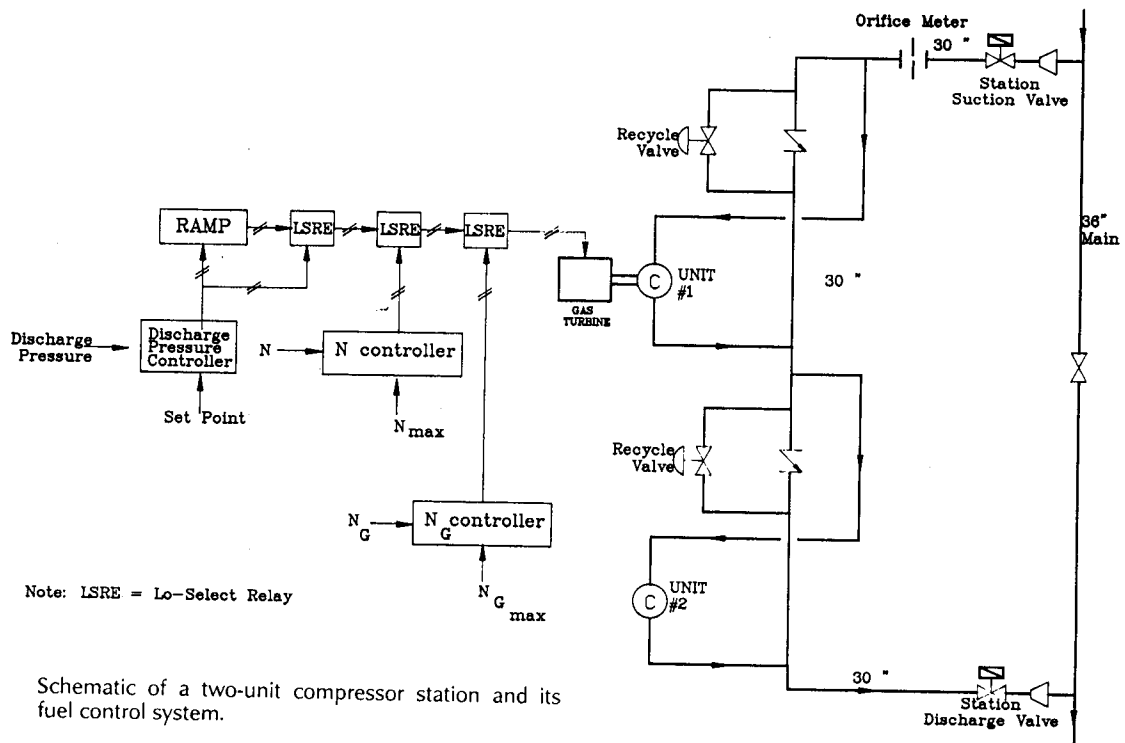 Orifice Meter
30 "
Station
Suction Valve
Recycle
Valve
36"
Main
RAMP
LSRE
LSRE
LSRE
UNIT
#1
GAS
TURBINE
C
30 "
Discharge
Pressure
Discharge
Pressure
Controller
N
N controller
Set Point
N max
Recycle
Valve
N G
N G controller
N G max
UNIT
#2
C
Note: LSRE = Lo-Select Relay
30 "
Station
Discharge Valve
Schematic of a two-unit compressor station and its
fuel control system.